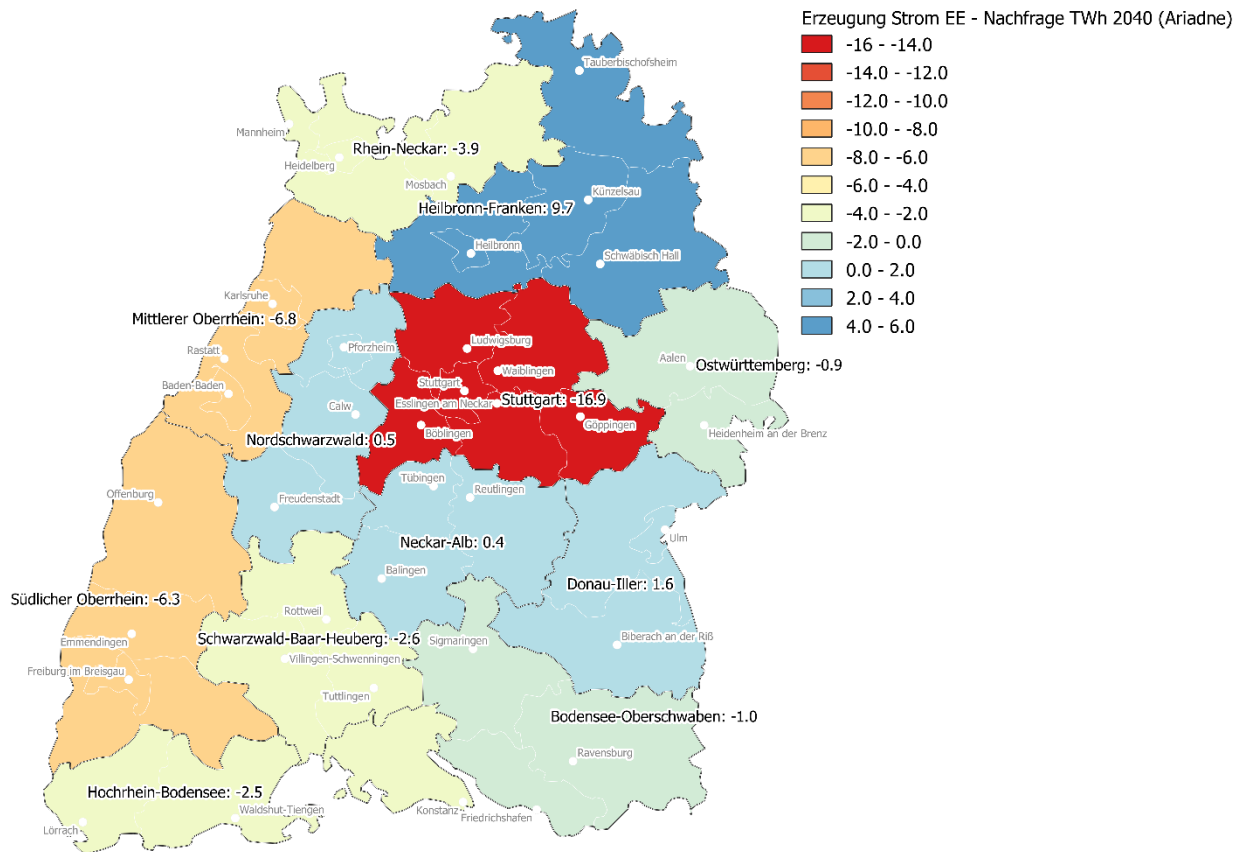 Erzeugung Strom EE - Nachfrage TWh 2040 (Ariadne)
-16 - -14.0
-14.0 - -12.0
-12.0 - -10.0
-10.0 - -8.0
-8.0 - -6.0
-6.0 - -4.0
-4.0 - -2.0
-2.0 - 0.0
0.0 - 2.0
2.0 - 4.0
4.0 - 6.0
Tauberbischofsheim
Mannheim
Rhein-Neckar: -3.9
Heidelberg
Mosbach
Künzelsau
Heilbronn-Franken: 9.7
Heilbronn
Schwäbisch Hall
Karlsruhe
Mittlerer Oberrhein: -6.8
Pforzheim
Ludwigsburg
Rastatt
Aalen
Ostwürttemberg: -0.9
Waiblingen
Baden-Baden
Stuttgart
Esslingen am Neckar
Stuttgart: -16.9
Calw
Göppingen
Heidenheim an der Brenz
Böblingen
Nordschwarzwald: 0.5
Tübingen
Reutlingen
Offenburg
Freudenstadt
Ulm
Neckar-Alb: 0.4
Balingen
Donau-Iller: 1.6
Südlicher Oberrhein: -6.3
Rottweil
Emmendingen
Schwarzwald-Baar-Heuberg: -2.6
Sigmaringen
Biberach an der Riß
Villingen-Schwenningen
Freiburg im Breisgau
Tuttlingen
Bodensee-Oberschwaben: -1.0
Ravensburg
Hochrhein-Bodensee: -2.5
Waldshut-Tiengen
Konstanz
Friedrichshafen
Lörrach